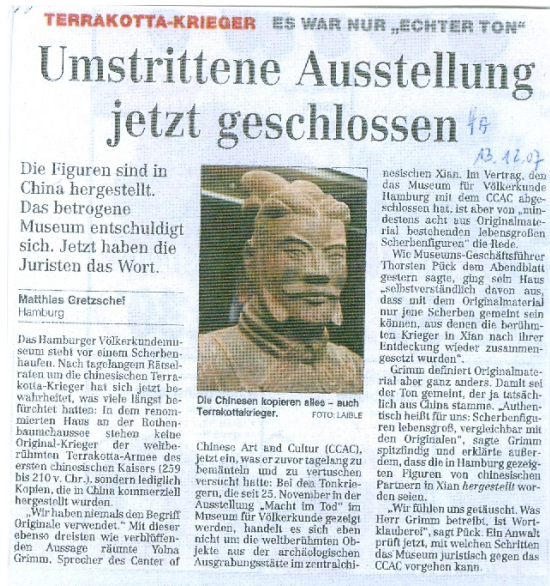 TERRAKOTTA-KRIEGER ES WAR NUR „ECHTER TON“
Umstrittene Ausstellung
jetzt geschlossen
HA
13.12.07
Die Figuren sind in
China hergestellt.
Das betrogene
Museum entschuldigt
sich. Jetzt haben die
Juristen das Wort.
Matthias Gretzschel
Hamburg
Das Hamburger Völkerkundemu-
seum steht vor einem Scherben-
haufen. Nach tagelangem Rätsel-
raten um die chinesischen Terra-
kotta-Krieger hat sich jetzt be-
wahrheitet, was viele längst be-
fürchtet hatten: In dem renom-
mierten Haus an der Rothen-
baumchaussee stehen keine
Original-Krieger der weltbe-
rühmten Terrakotta-Armee des
ersten chinesischen Kaisers (259
bis 210 v. Chr.), sondern lediglich
Kopien, die in China kommerziell
hergestellt wurden.
„Wir haben niemals den Begriff
Originale verwendet.“ Mit dieser
ebenso dreisten wie verblüffen-
den Aussage räumte Yolna
Grimm, Sprecher des Center of
Die Chinesen kopieren alles – auch
Terrakottakrieger. FOTO: LAIBLE
Chinese Art and Cultur (CCAC),
jetzt ein, was er zuvor tagelang zu
bemänteln und zu vertuschen
versucht hatte: Bei den Tonkrie-
gern, die seit 25. November in der
Ausstellung „Macht im Tod“ im
Museum für Völkerkunde gezeigt
werden, handelt es sich eben
nicht um die weltberühmten Ob-
jekte aus der archäologischen
Ausgrabungsstätte im zentralchi-
nesischen Xian. Im Vertrag, den
das Museum für Völkerkunde
Hamburg mit dem CCAC abge-
schlossen hat, ist aber von „min-
destens acht aus Originalmate-
rial bestehenden lebensgroßen
Scherbenfiguren“ die Rede.
Wie Museums-Geschäftsführer
Thorsten Pück dem Abendblatt
gestern sagte, ging sein Haus
„selbstverständlich davon aus,
dass mit dem Originalmaterial
nur jene Scherben gemeint sein
können, aus denen die berühm-
ten Krieger in Xian nach ihrer
Entdeckung wieder zusammen-
gesetzt wurden“.
Grimm definiert Originalmate-
rial aber ganz anders. Damit sei
der Ton gemeint, der ja tatsäch-
lich aus China stamme. „Authen-
tisch heißt für uns: Scherbenfigu-
ren lebensgroß, vergleichbar mit
den Originalen“, sagte Grimm
spitzfindig und erklärte außer-
dem, dass die in Hamburg gezeig-
ten Figuren von chinesischen
Partnern in Xian hergestellt wor-
den seien.
„Wir fühlen uns getäuscht. Was
Herr Grimm betreibt, ist Wort-
klauberei“, sagt Pück. Ein Anwalt
prüft jetzt, mit welchen Schritten
das Museum juristisch gegen das
CCAC vorgehen kann.